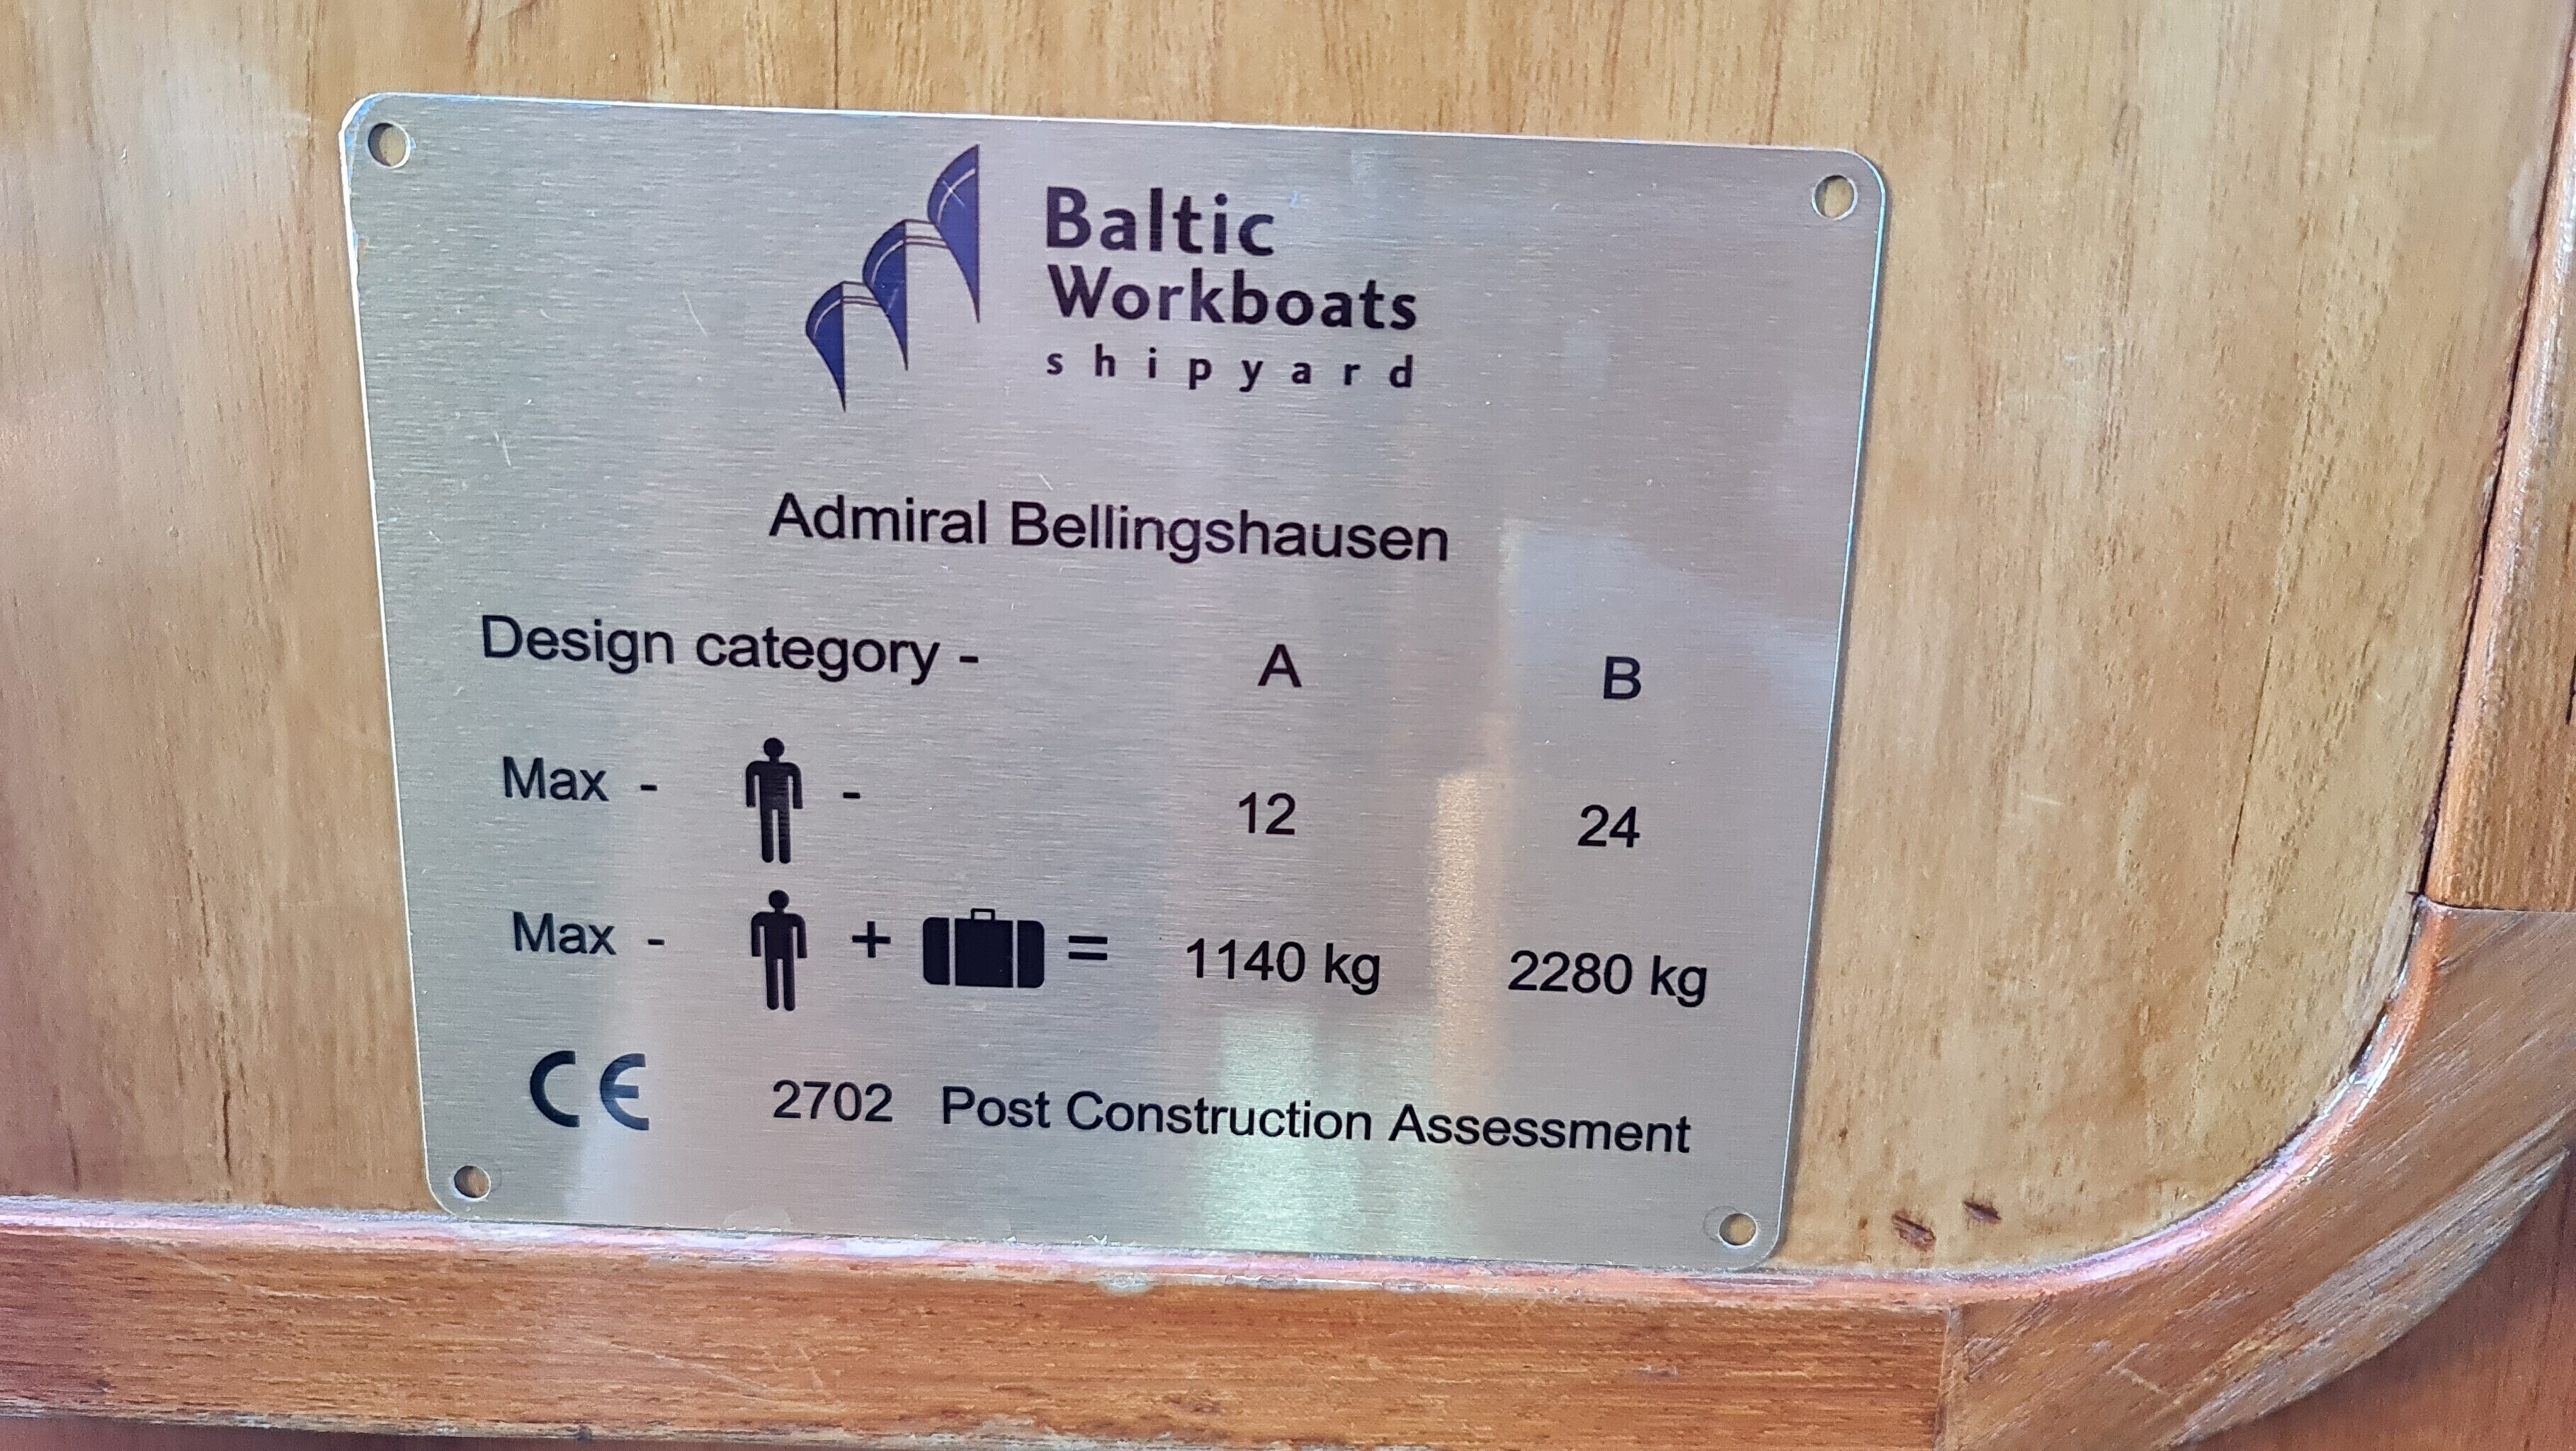 Baltic
Workboats
shipyard
Admiral Bellingshausen
Design category - A B
Max - - 12 24
Max - + = 1140 kg 2280 kg
CE 2702 Post Construction Assessment